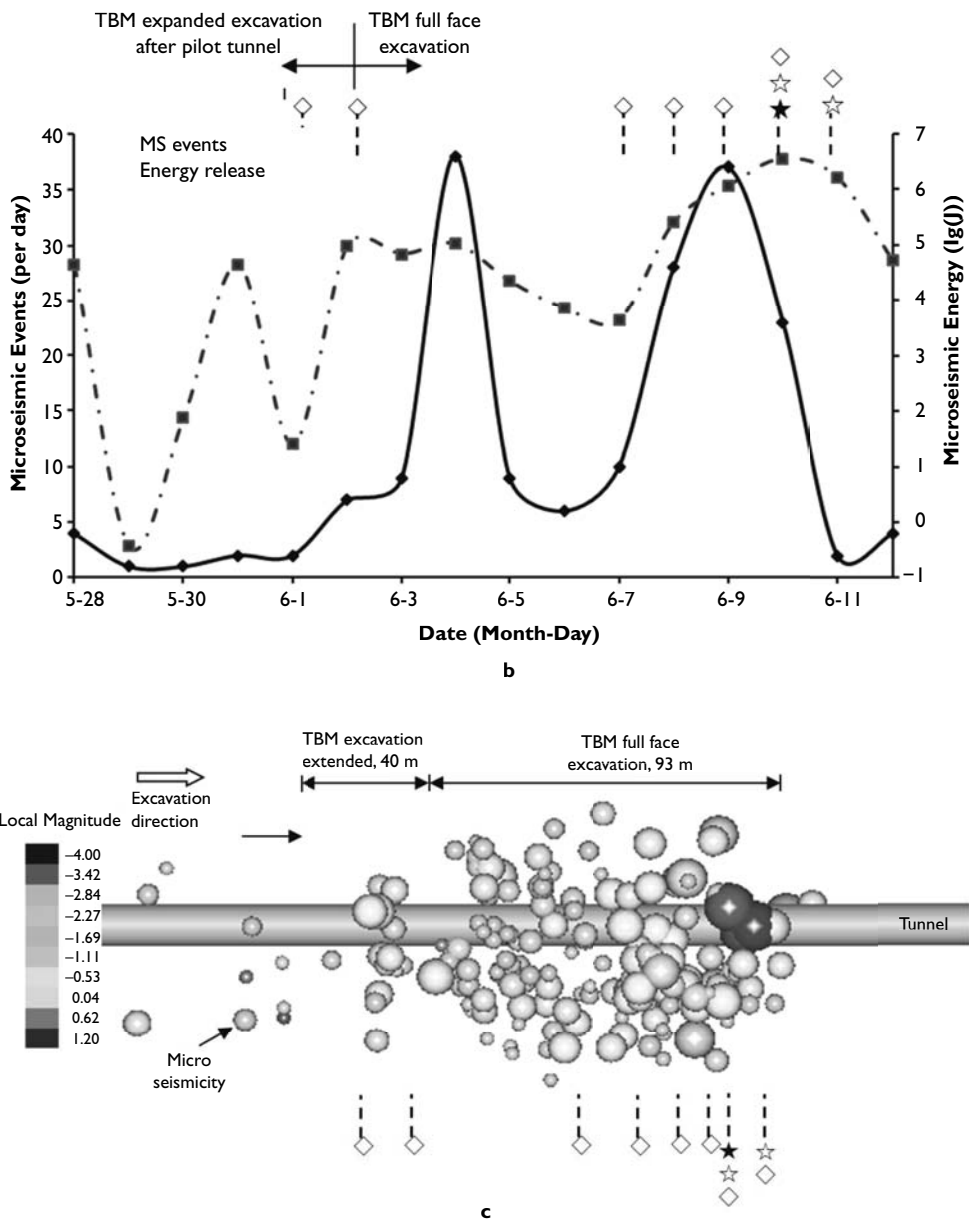 TBM expanded excavation
after pilot tunnel
TBM full face
excavation
MS events
Energy release
Microseismic Events (per day)
40
35
30
25
20
15
10
5
0
7
6
5
4
3
2
1
0
−1
Microseismic Energy (lg(J))
5-28 5-30 6-1 6-3 6-5 6-7 6-9 6-11
Date (Month-Day)
b
TBM excavation
extended, 40 m
TBM full face
excavation, 93 m
Excavation
direction
Local Magnitude
−4.00
−3.42
−2.84
−2.27
−1.69
−1.11
−0.53
0.04
0.62
1.20
Tunnel
Micro
seismicity
c